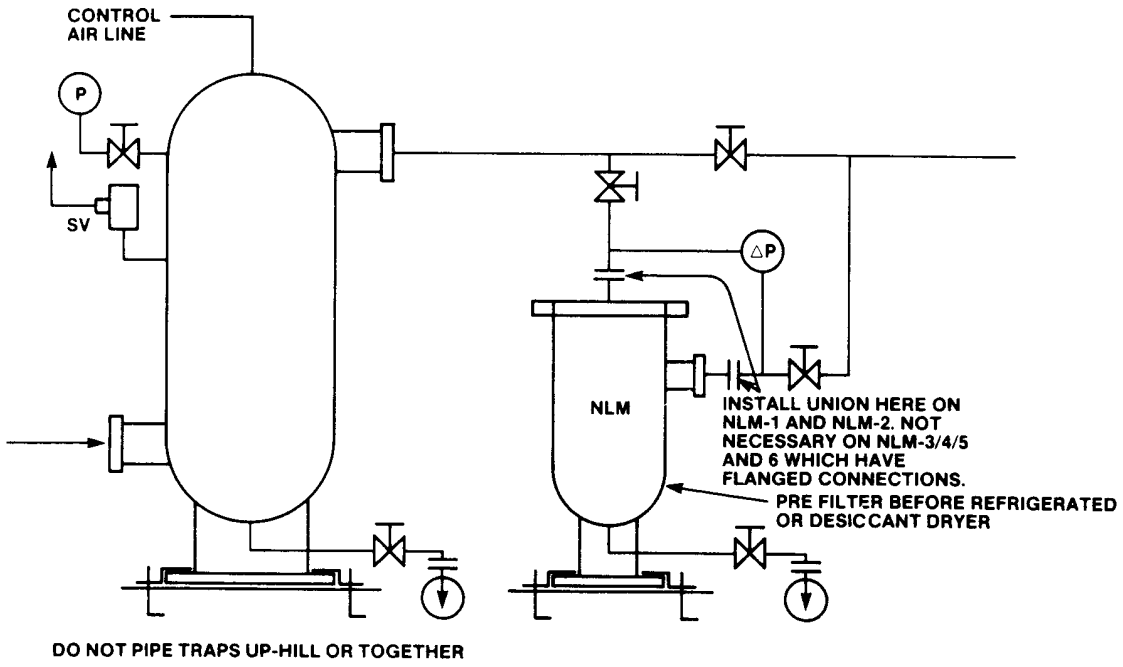 CONTROL
AIR LINE
P
SV
△P
NLM
INSTALL UNION HERE ON
NLM-1 AND NLM-2. NOT
NECESSARY ON NLM-3/4/5
AND 6 WHICH HAVE
FLANGED CONNECTIONS.
PRE FILTER BEFORE REFRIGERATED
OR DESICCANT DRYER
DO NOT PIPE TRAPS UP-HILL OR TOGETHER